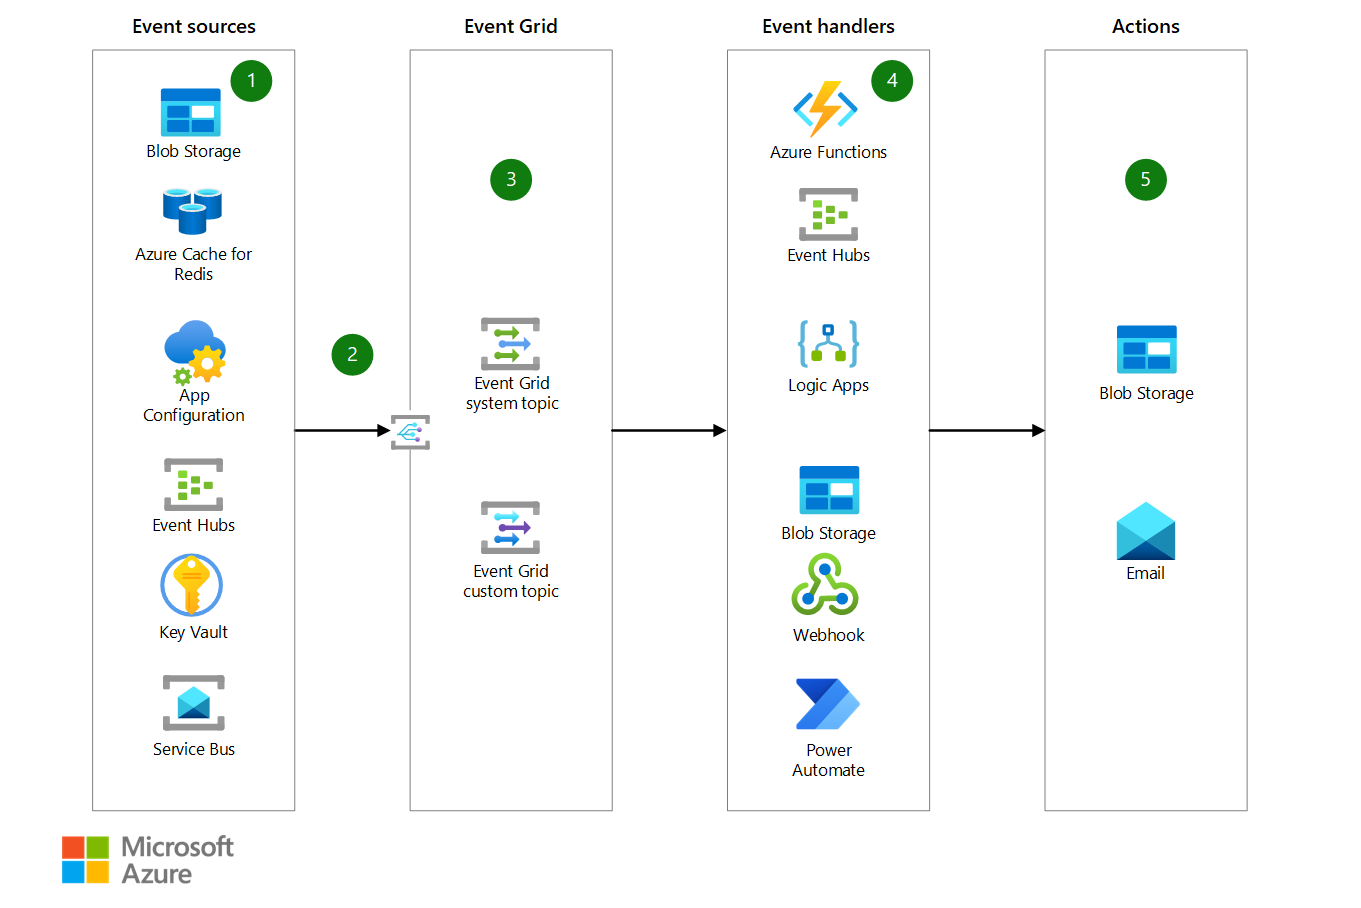 Event sources
Event Grid
Event handlers
Actions
1
Blob Storage
Azure Cache for
Redis
App
Configuration
Event Hubs
Key Vault
Service Bus
2
3
Event Grid
system topic
Event Grid
custom topic
4
Azure Functions
Event Hubs
Logic Apps
Blob Storage
Webhook
Power
Automate
5
Blob Storage
Email
Microsoft
Azure